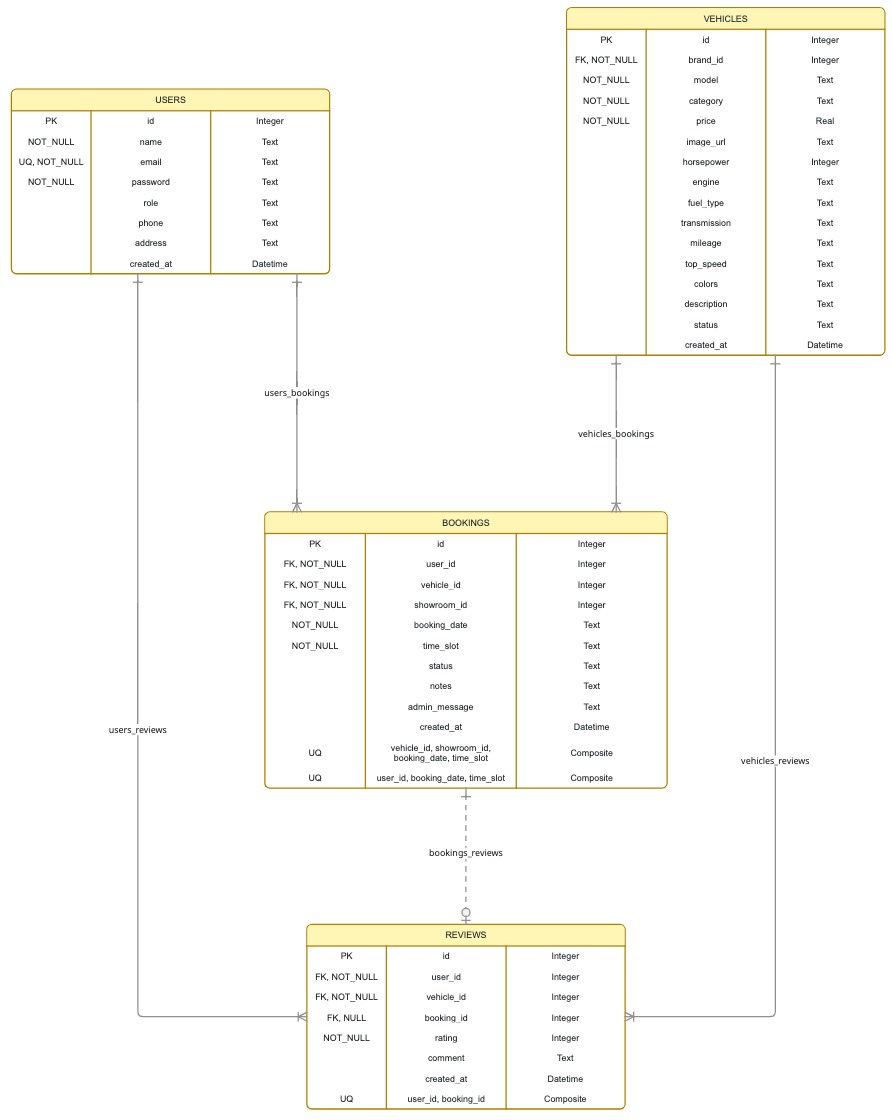 VEHICLES
PK id Integer
FK, NOT_NULL brand_id Integer
NOT_NULL model Text
NOT_NULL category Text
NOT_NULL price Real
image_url Text
horsepower Integer
engine Text
fuel_type Text
transmission Text
mileage Text
top_speed Text
colors Text
description Text
status Text
created_at Datetime
USERS
PK id Integer
NOT_NULL name Text
UQ, NOT_NULL email Text
NOT_NULL password Text
role Text
phone Text
address Text
created_at Datetime
users_bookings
vehicles_bookings
BOOKINGS
PK id Integer
FK, NOT_NULL user_id Integer
FK, NOT_NULL vehicle_id Integer
FK, NOT_NULL showroom_id Integer
NOT_NULL booking_date Text
NOT_NULL time_slot Text
status Text
notes Text
admin_message Text
created_at Datetime
UQ vehicle_id, showroom_id, Composite
booking_date, time_slot
UQ user_id, booking_date, time_slot Composite
users_reviews
vehicles_reviews
bookings_reviews
REVIEWS
PK id Integer
FK, NOT_NULL user_id Integer
FK, NOT_NULL vehicle_id Integer
FK, NULL booking_id Integer
NOT_NULL rating Integer
comment Text
created_at Datetime
UQ user_id, booking_id Composite